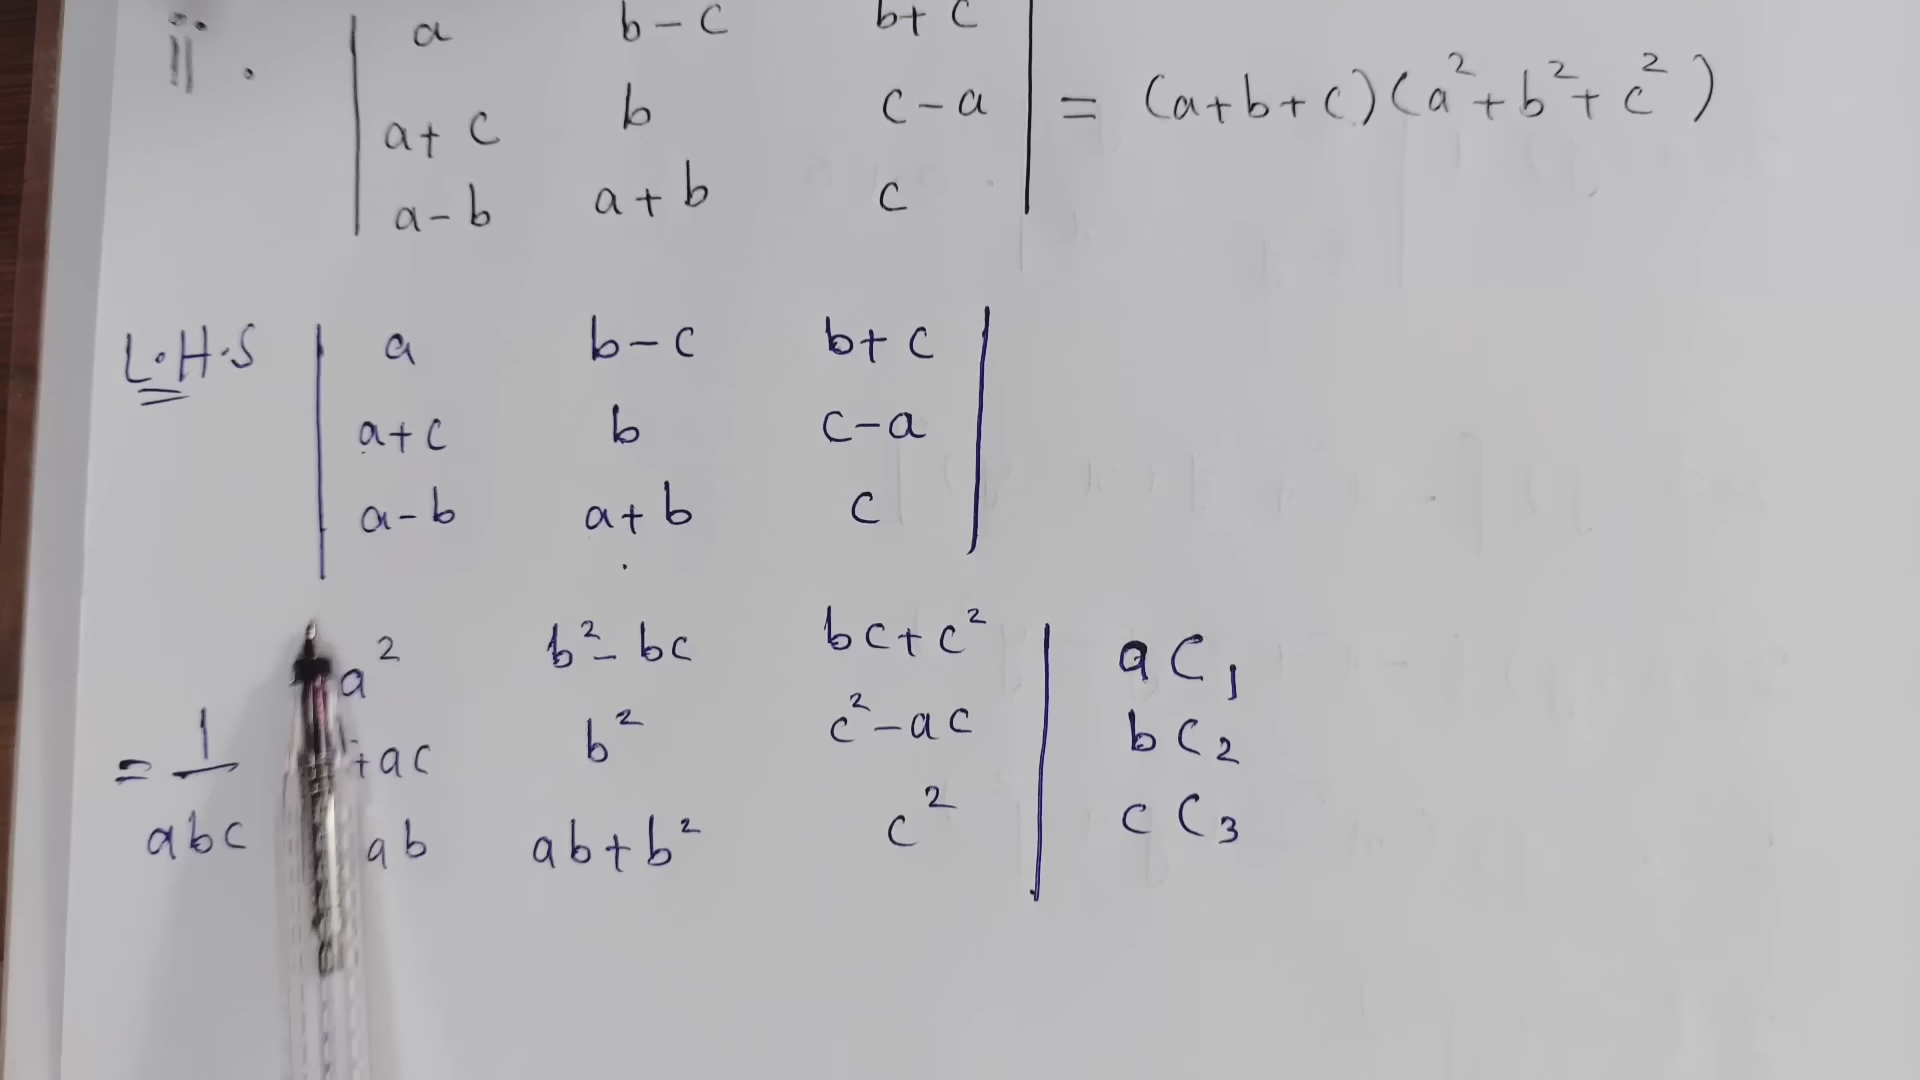 ii. | a b-c b+c |
| a+c b c-a | = (a+b+c)(a²+b²+c²)
| a-b a+b c |
L.H.S | a b-c b+c |
| a+c b c-a |
| a-b a+b c |
a² b²-bc bc+c² | aC₁
= 1/abc +ac b² c²-ac | bC₂
ab ab+b² c² | cC₃